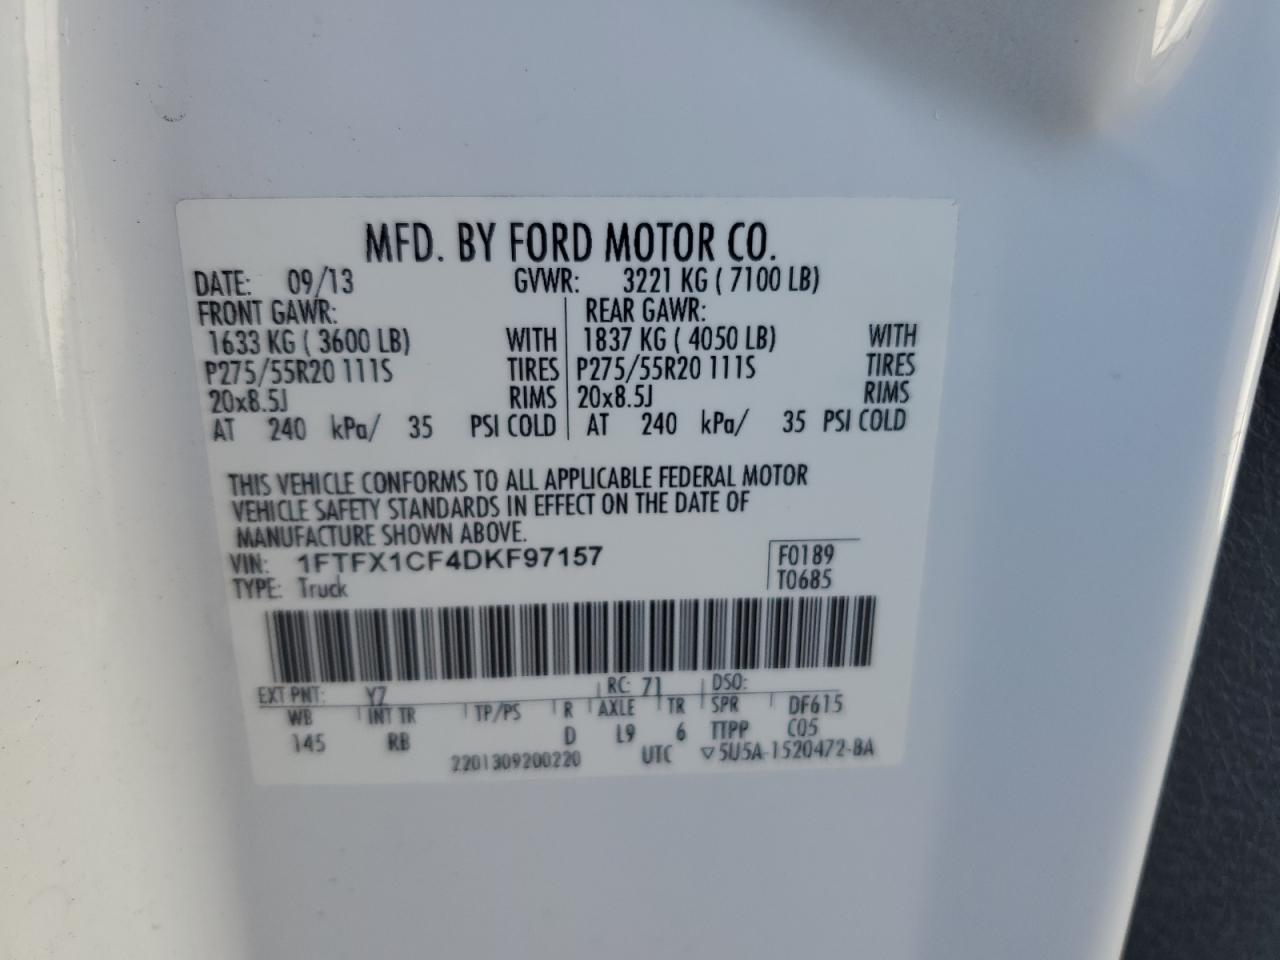 MFD. BY FORD MOTOR CO.
DATE: 09/13 GVWR: 3221 KG ( 7100 LB)
FRONT GAWR: REAR GAWR:
1633 KG ( 3600 LB) WITH 1837 KG ( 4050 LB) WITH
P275/55R20 111S TIRES P275/55R20 111S TIRES
20x8.5J RIMS 20x8.5J RIMS
AT 240 kPa/ 35 PSI COLD AT 240 kPa/ 35 PSI COLD
THIS VEHICLE CONFORMS TO ALL APPLICABLE FEDERAL MOTOR
VEHICLE SAFETY STANDARDS IN EFFECT ON THE DATE OF
MANUFACTURE SHOWN ABOVE.
VIN: 1FTFX1CF4DKF97157 F0189
TYPE: Truck T0685
EXT PNT: YZ RC: 71 DSO:
WB INT TR TP/PS R AXLE TR SPR DF615
145 RB D L9 6 TTPP C05
2201309200220 UTC ▽5U5A-1520472-BA